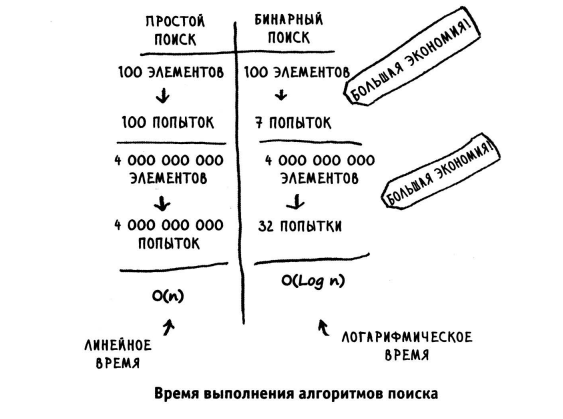 ПРОСТОЙ ПОИСК
БИНАРНЫЙ ПОИСК
100 ЭЛЕМЕНТОВ
100 ЭЛЕМЕНТОВ
БОЛЬШАЯ ЭКОНОМИЯ!
100 ПОПЫТОК
7 ПОПЫТОК
4 000 000 000
ЭЛЕМЕНТОВ
4 000 000 000
ЭЛЕМЕНТОВ
БОЛЬШАЯ ЭКОНОМИЯ!
4 000 000 000
ПОПЫТОК
32 ПОПЫТКИ
O(n)
O(Log n)
ЛИНЕЙНОЕ
ВРЕМЯ
ЛОГАРИФМИЧЕСКОЕ
ВРЕМЯ
Время выполнения алгоритмов поиска